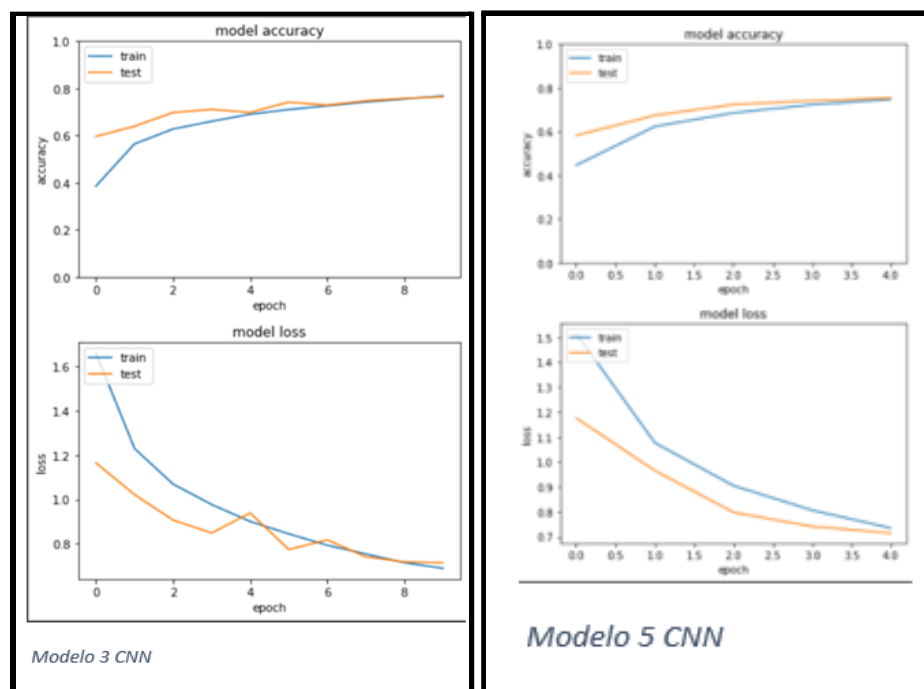 model accuracy
1.0
0.8
0.6
0.4
0.2
0.0
accuracy
train
test
0 2 4 6 8
epoch
model loss
1.6
1.4
1.2
1.0
0.8
loss
train
test
0 2 4 6 8
epoch
Modelo 3 CNN
model accuracy
1.0
0.8
0.6
0.4
0.2
0.0
accuracy
train
test
0.0 0.5 1.0 1.5 2.0 2.5 3.0 3.5 4.0
epoch
model loss
1.5
1.4
1.3
1.2
1.1
1.0
0.9
0.8
0.7
loss
train
test
0.0 0.5 1.0 1.5 2.0 2.5 3.0 3.5 4.0
epoch
Modelo 5 CNN